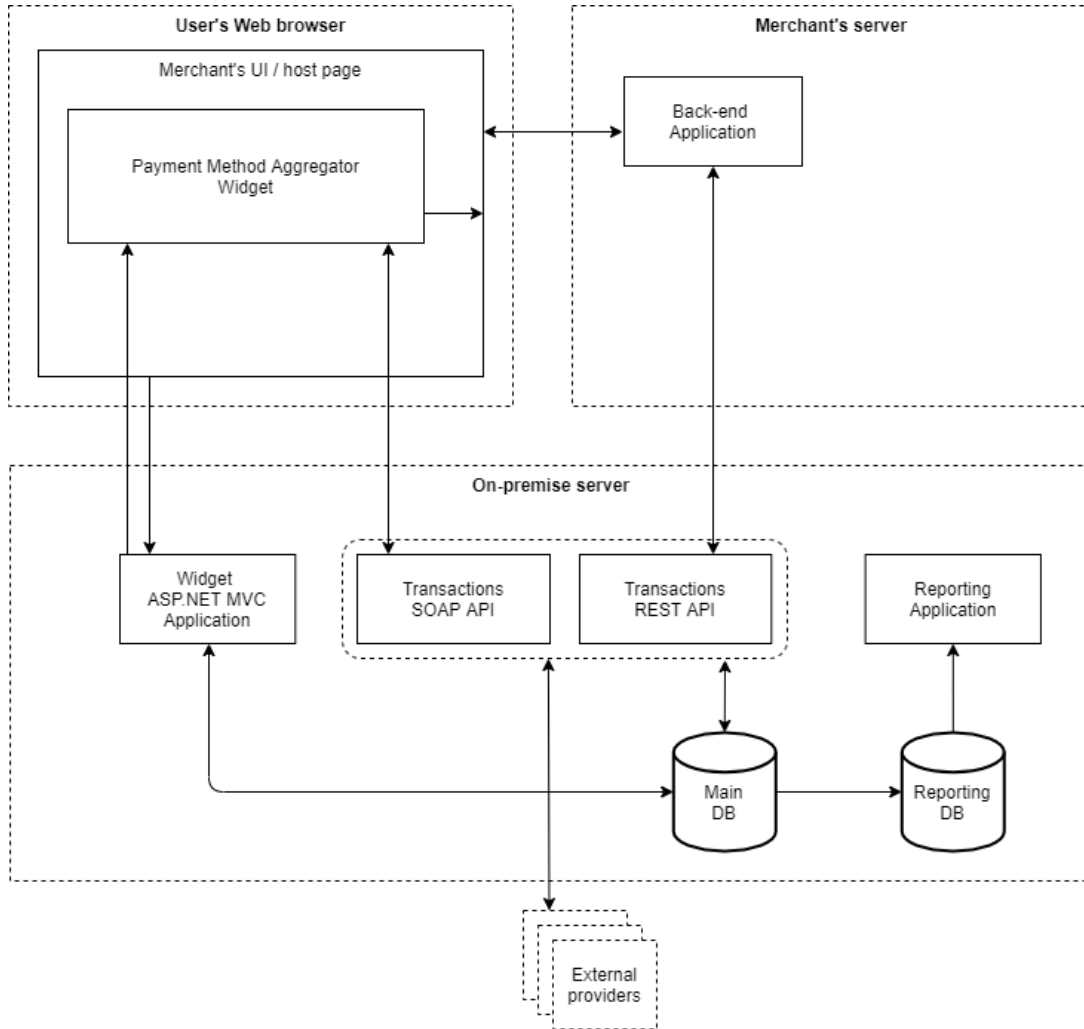 User's Web browser
Merchant's server
Merchant's UI / host page
Payment Method Aggregator
Widget
Back-end
Application
On-premise server
Widget
ASP.NET MVC
Application
Transactions
SOAP API
Transactions
REST API
Reporting
Application
Main
DB
Reporting
DB
External
providers